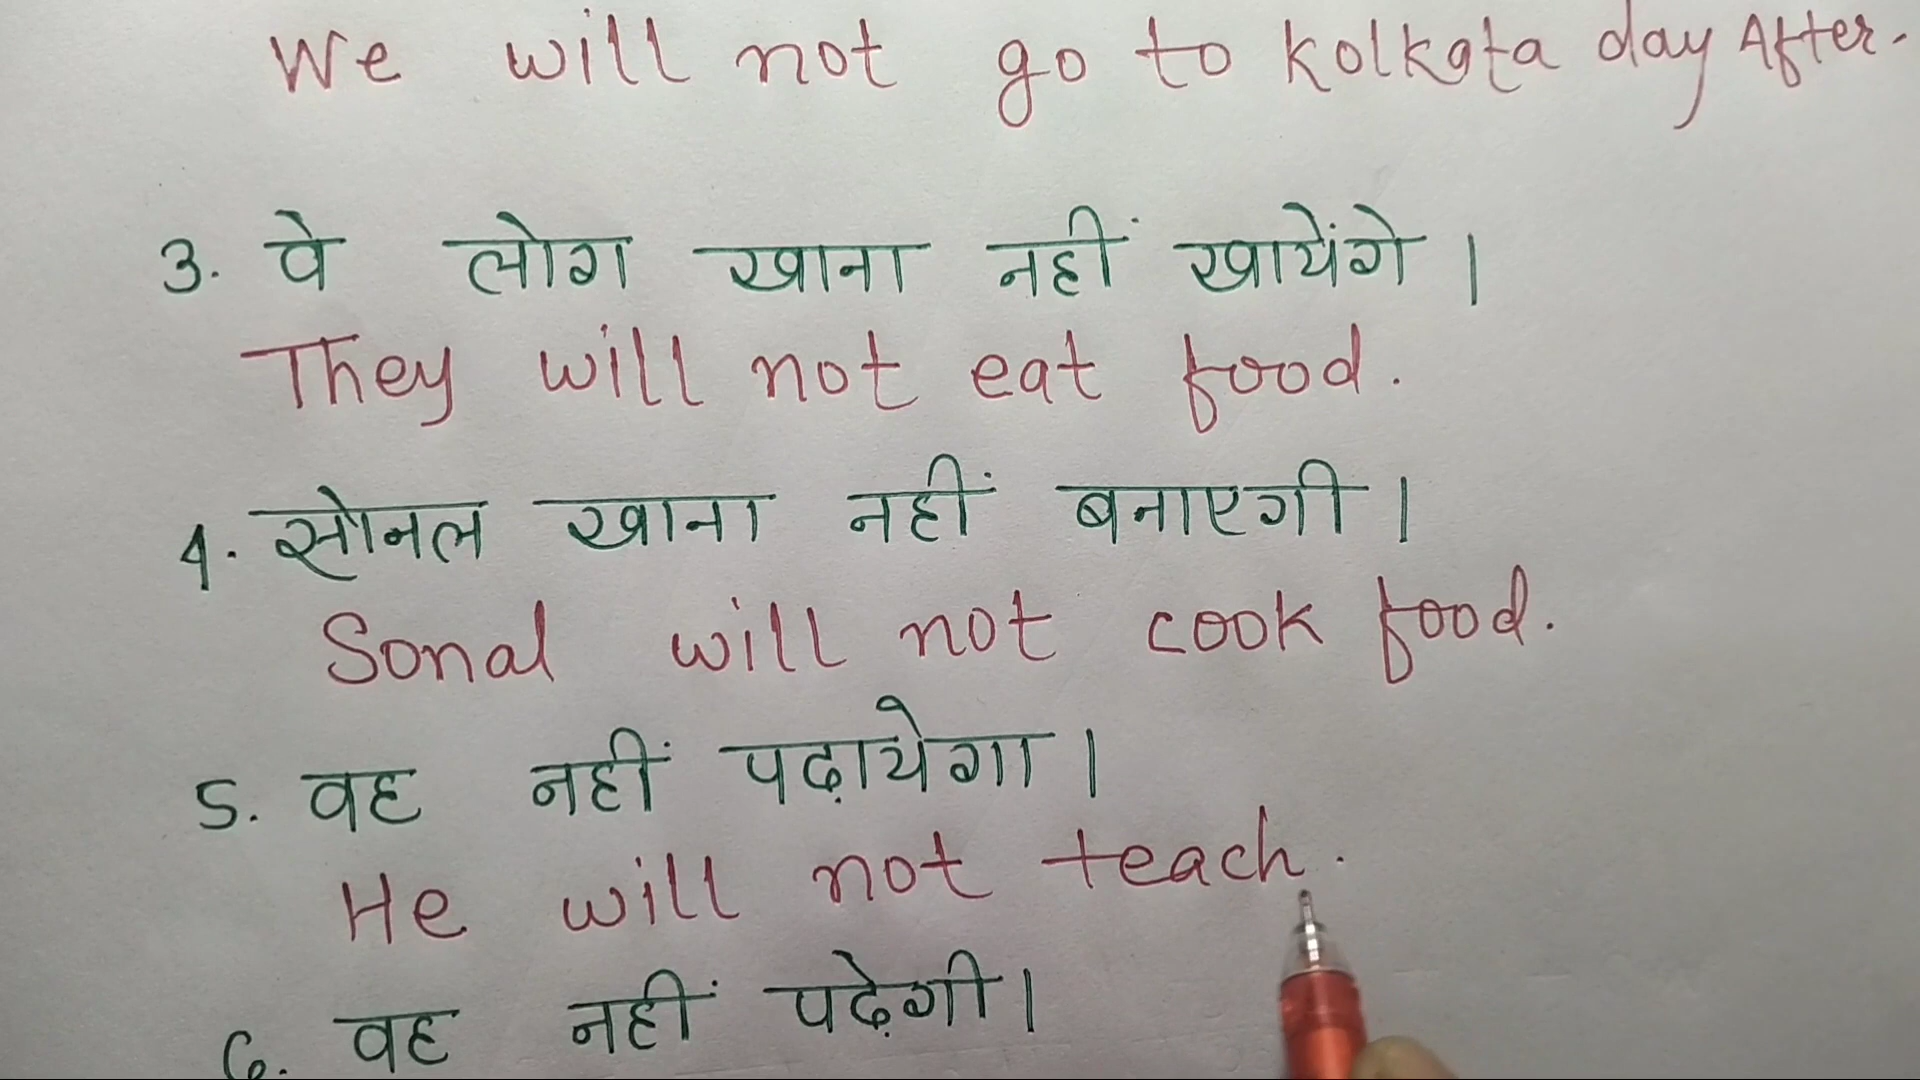 We will not go to Kolkata day After.
3. वे लोग खाना नहीं खायेंगे।
They will not eat food.
4. सोनल खाना नहीं बनाएगी।
Sonal will not cook food.
5. वह नहीं पढ़ायेगा।
He will not teach.
6. वह नहीं पढ़ेगी।